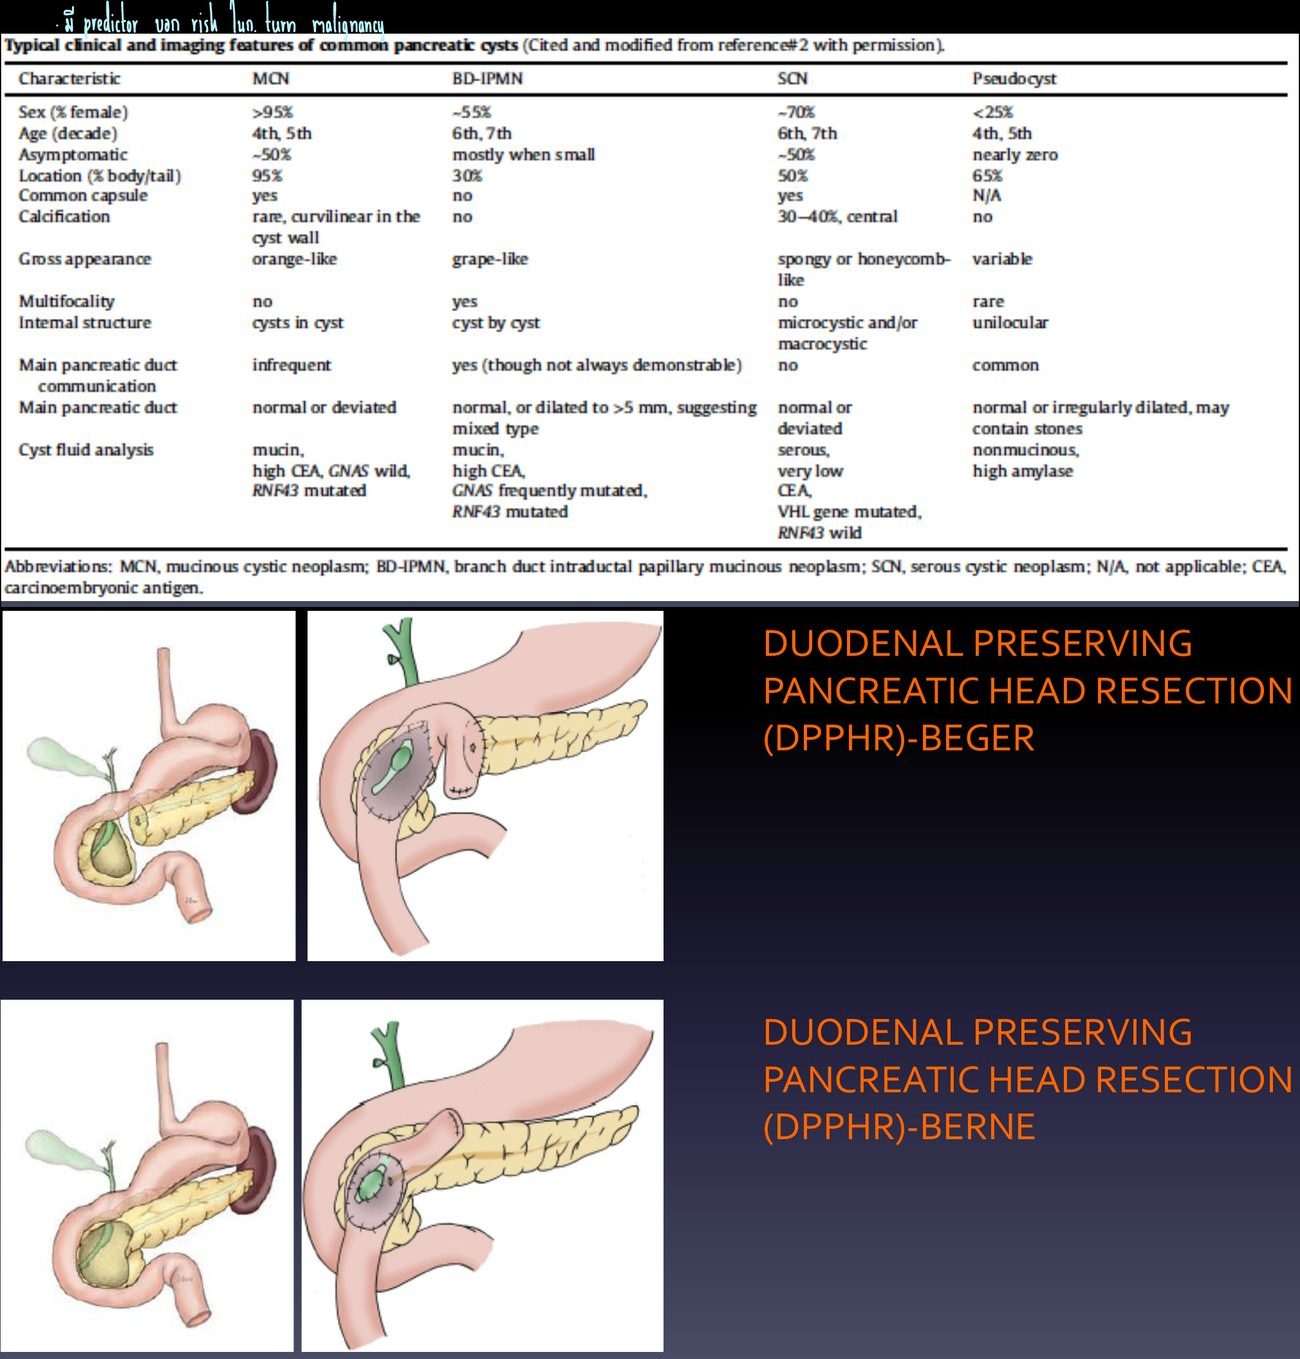 · มี predictor บอก risk ในก. turn malignancy
Typical clinical and imaging features of common pancreatic cysts (Cited and modified from reference#2 with permission).
Characteristic MCN BD-IPMN SCN Pseudocyst
Sex (% female) >95% ~55% ~70% <25%
Age (decade) 4th, 5th 6th, 7th 6th, 7th 4th, 5th
Asymptomatic ~50% mostly when small ~50% nearly zero
Location (% body/tail) 95% 30% 50% 65%
Common capsule yes no yes N/A
Calcification rare, curvilinear in the no 30–40%, central no
cyst wall
Gross appearance orange-like grape-like spongy or honeycomb- variable
like
Multifocality no yes no rare
Internal structure cysts in cyst cyst by cyst microcystic and/or unilocular
macrocystic
Main pancreatic duct infrequent yes (though not always demonstrable) no common
communication
Main pancreatic duct normal or deviated normal, or dilated to >5 mm, suggesting normal or normal or irregularly dilated, may
mixed type deviated contain stones
Cyst fluid analysis mucin, mucin, serous, nonmucinous,
high CEA, GNAS wild, high CEA, very low high amylase
RNF43 mutated GNAS frequently mutated, CEA,
RNF43 mutated VHL gene mutated,
RNF43 wild
Abbreviations: MCN, mucinous cystic neoplasm; BD-IPMN, branch duct intraductal papillary mucinous neoplasm; SCN, serous cystic neoplasm; N/A, not applicable; CEA,
carcinoembryonic antigen.
DUODENAL PRESERVING
PANCREATIC HEAD RESECTION
(DPPHR)-BEGER
DUODENAL PRESERVING
PANCREATIC HEAD RESECTION
(DPPHR)-BERNE